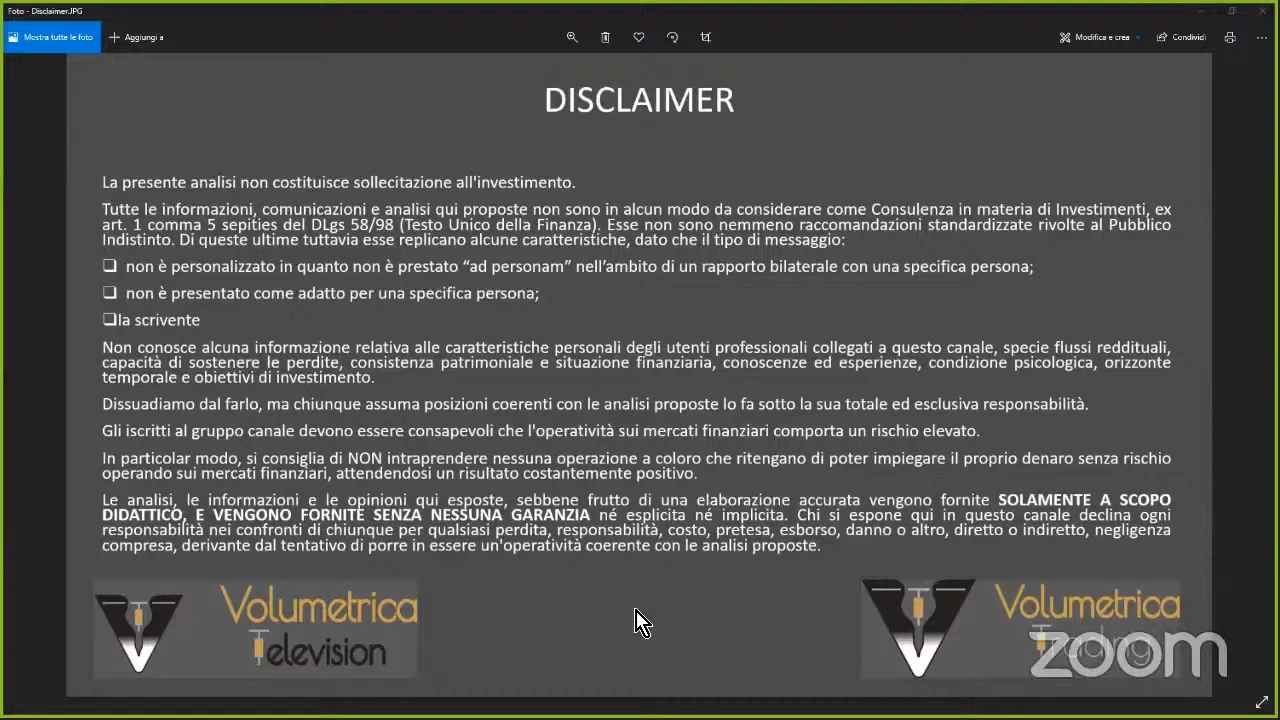 Foto - Disclaimer.JPG
Mostra tutte le foto
Aggiungi a
Modifica e crea
Condividi
DISCLAIMER
La presente analisi non costituisce sollecitazione all'investimento.
Tutte le informazioni, comunicazioni e analisi qui proposte non sono in alcun modo da considerare come Consulenza in materia di Investimenti, ex
art. 1 comma 5 sepities del DLgs 58/98 (Testo Unico della Finanza). Esse non sono nemmeno raccomandazioni standardizzate rivolte al Pubblico
Indistinto. Di queste ultime tuttavia esse replicano alcune caratteristiche, dato che il tipo di messaggio:
❑ non è personalizzato in quanto non è prestato “ad personam” nell’ambito di un rapporto bilaterale con una specifica persona;
❑ non è presentato come adatto per una specifica persona;
❑la scrivente
Non conosce alcuna informazione relativa alle caratteristiche personali degli utenti professionali collegati a questo canale, specie flussi reddituali,
capacità di sostenere le perdite, consistenza patrimoniale e situazione finanziaria, conoscenze ed esperienze, condizione psicologica, orizzonte
temporale e obiettivi di investimento.
Dissuadiamo dal farlo, ma chiunque assuma posizioni coerenti con le analisi proposte lo fa sotto la sua totale ed esclusiva responsabilità.
Gli iscritti al gruppo canale devono essere consapevoli che l'operatività sui mercati finanziari comporta un rischio elevato.
In particolar modo, si consiglia di NON intraprendere nessuna operazione a coloro che ritengano di poter impiegare il proprio denaro senza rischio
operando sui mercati finanziari, attendendosi un risultato costantemente positivo.
Le analisi, le informazioni e le opinioni qui esposte, sebbene frutto di una elaborazione accurata vengono fornite SOLAMENTE A SCOPO
DIDATTICO, E VENGONO FORNITE SENZA NESSUNA GARANZIA né esplicita né implicita. Chi si espone qui in questo canale declina ogni
responsabilità nei confronti di chiunque per qualsiasi perdita, responsabilità, costo, pretesa, esborso, danno o altro, diretto o indiretto, negligenza
compresa, derivante dal tentativo di porre in essere un'operatività coerente con le analisi proposte.
Volumetrica
Television
Volumetrica
Trading
zoom